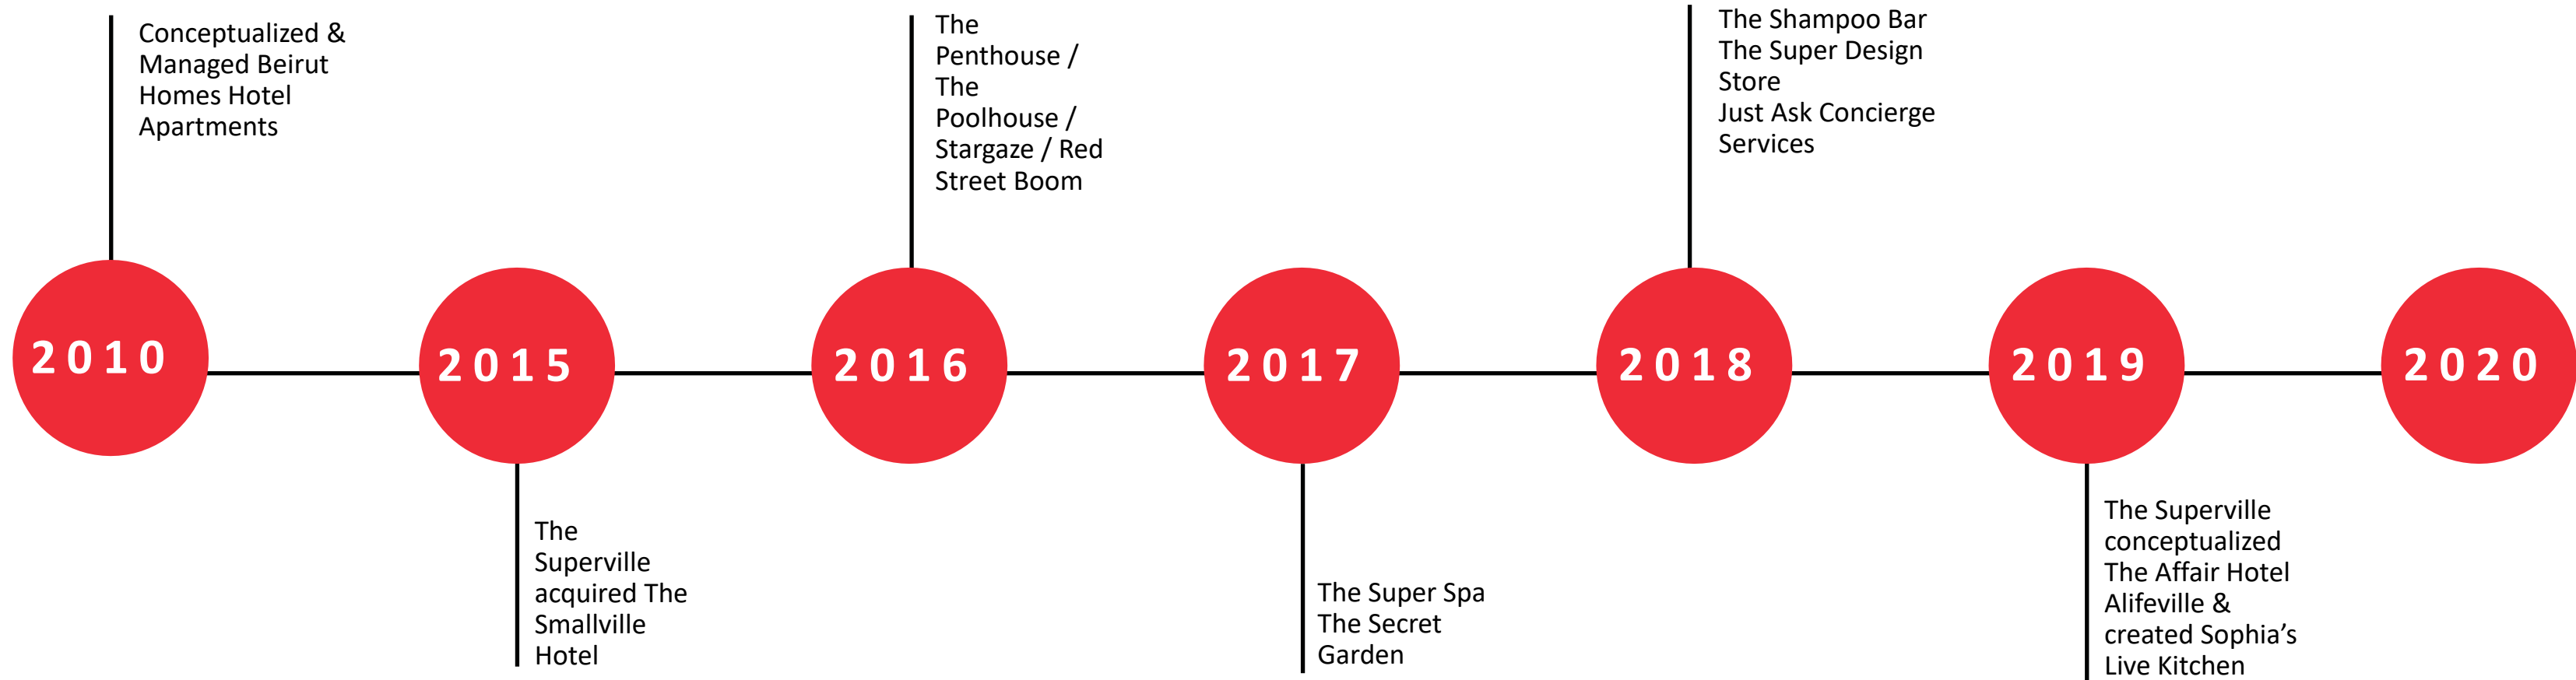 Conceptualized &
Managed Beirut
Homes Hotel
Apartments
The
Penthouse /
The
Poolhouse /
Stargaze / Red
Street Boom
The Shampoo Bar
The Super Design
Store
Just Ask Concierge
Services
2010
2015
2016
2017
2018
2019
2020
The
Superville
acquired The
Smallville
Hotel
The Super Spa
The Secret
Garden
The Superville
conceptualized
The Affair Hotel
Alifeville &
created Sophia’s
Live Kitchen